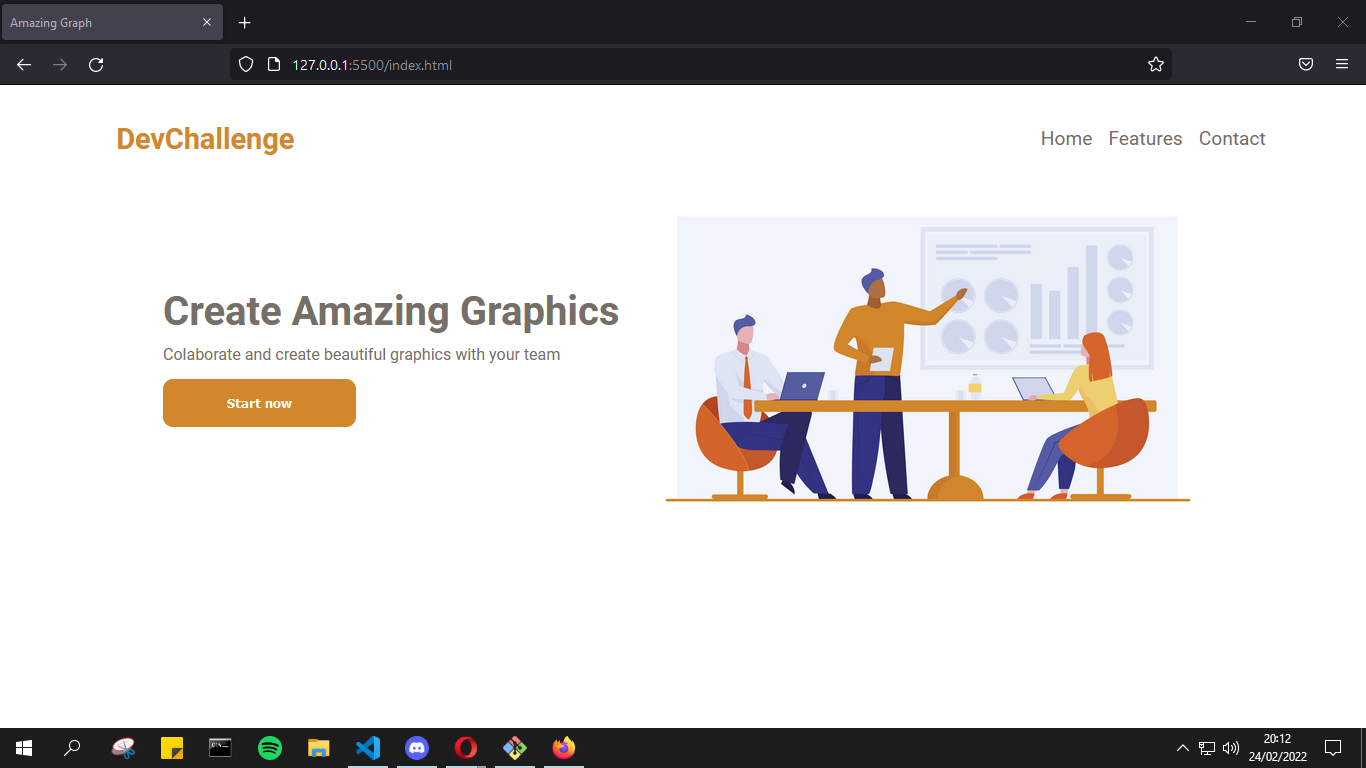 Amazing Graph
127.0.0.1:5500/index.html
DevChallenge
Home Features Contact
Create Amazing Graphics
Colaborate and create beautiful graphics with your team
Start now
20:12
24/02/2022